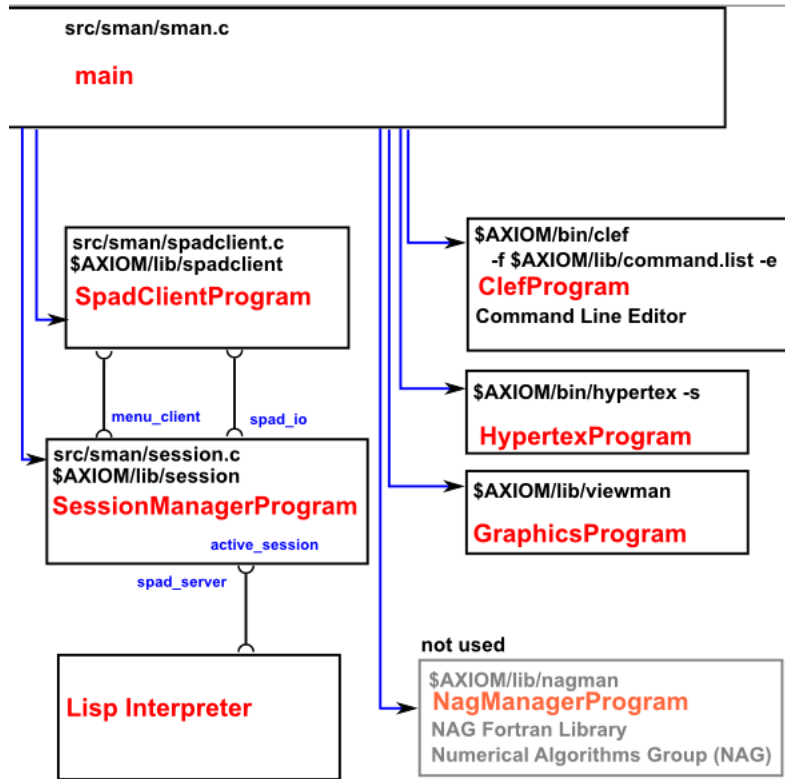 src/sman/sman.c
main
src/sman/spadclient.c
$AXIOM/lib/spadclient
SpadClientProgram
menu_client
spad_io
src/sman/session.c
$AXIOM/lib/session
SessionManagerProgram
active_session
spad_server
Lisp Interpreter
$AXIOM/bin/clef
-f $AXIOM/lib/command.list -e
ClefProgram
Command Line Editor
$AXIOM/bin/hypertex -s
HypertexProgram
$AXIOM/lib/viewman
GraphicsProgram
not used
$AXIOM/lib/nagman
NagManagerProgram
NAG Fortran Library
Numerical Algorithms Group (NAG)